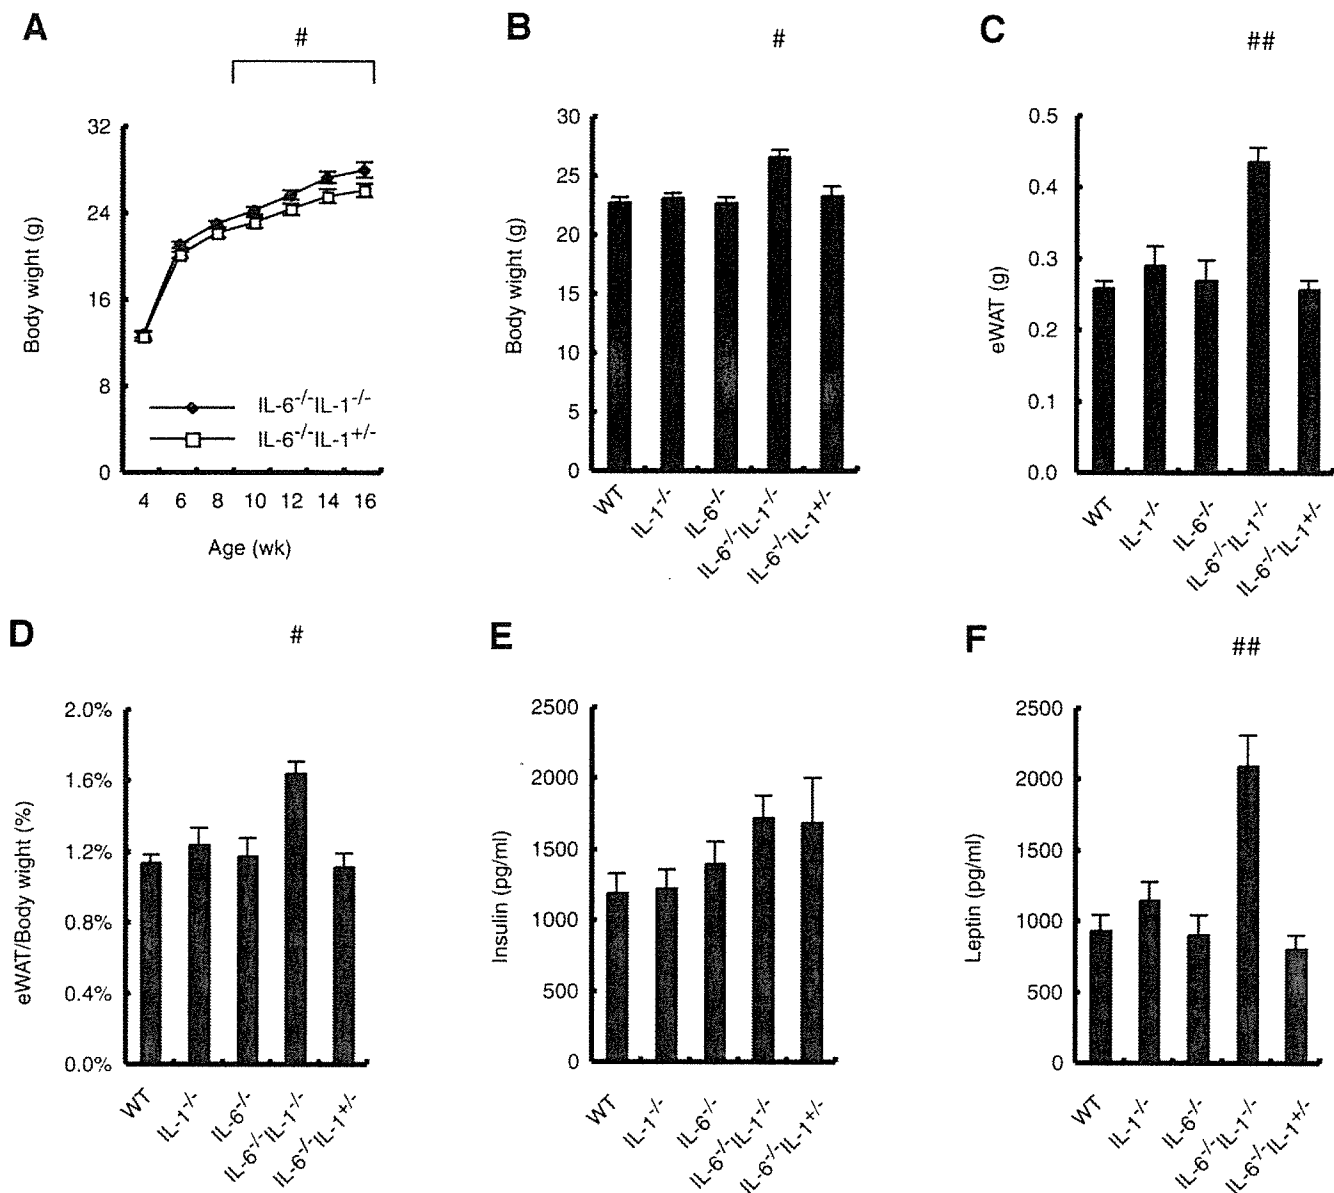 A
#
32
24
16
8
0
Body wight (g)
IL-6-/-IL-1-/-
IL-6-/-IL-1+/-
4 6 8 10 12 14 16
Age (wk)
B
#
30
25
20
15
10
5
0
Body wight (g)
WT
IL-1-/-
IL-6-/-
IL-6-/-IL-1-/-
IL-6-/-IL-1+/-
C
##
0.5
0.4
0.3
0.2
0.1
0.0
eWAT (g)
WT
IL-1-/-
IL-6-/-
IL-6-/-IL-1-/-
IL-6-/-IL-1+/-
D
#
2.0%
1.6%
1.2%
0.8%
0.4%
0.0%
eWAT/Body wight (%)
WT
IL-1-/-
IL-6-/-
IL-6-/-IL-1-/-
IL-6-/-IL-1+/-
E
2500
2000
1500
1000
500
0
Insulin (pg/ml)
WT
IL-1-/-
IL-6-/-
IL-6-/-IL-1-/-
IL-6-/-IL-1+/-
F
##
2500
2000
1500
1000
500
0
Leptin (pg/ml)
WT
IL-1-/-
IL-6-/-
IL-6-/-IL-1-/-
IL-6-/-IL-1+/-